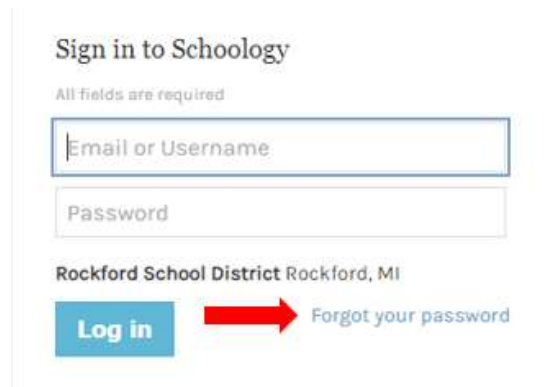 Sign in to Schoology
All fields are required
Email or Username
Password
Rockford School District Rockford, MI
Log in
Forgot your password